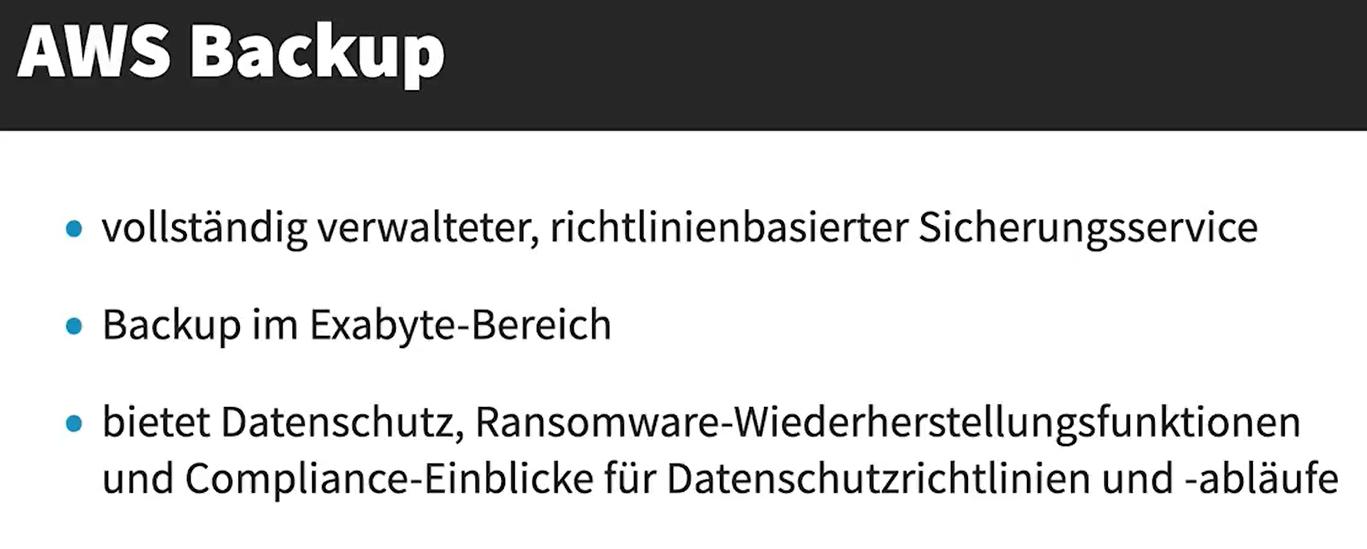 AWS Backup
• vollständig verwalteter, richtlinienbasierter Sicherungsservice
• Backup im Exabyte-Bereich
• bietet Datenschutz, Ransomware-Wiederherstellungsfunktionen
und Compliance-Einblicke für Datenschutzrichtlinien und -abläufe